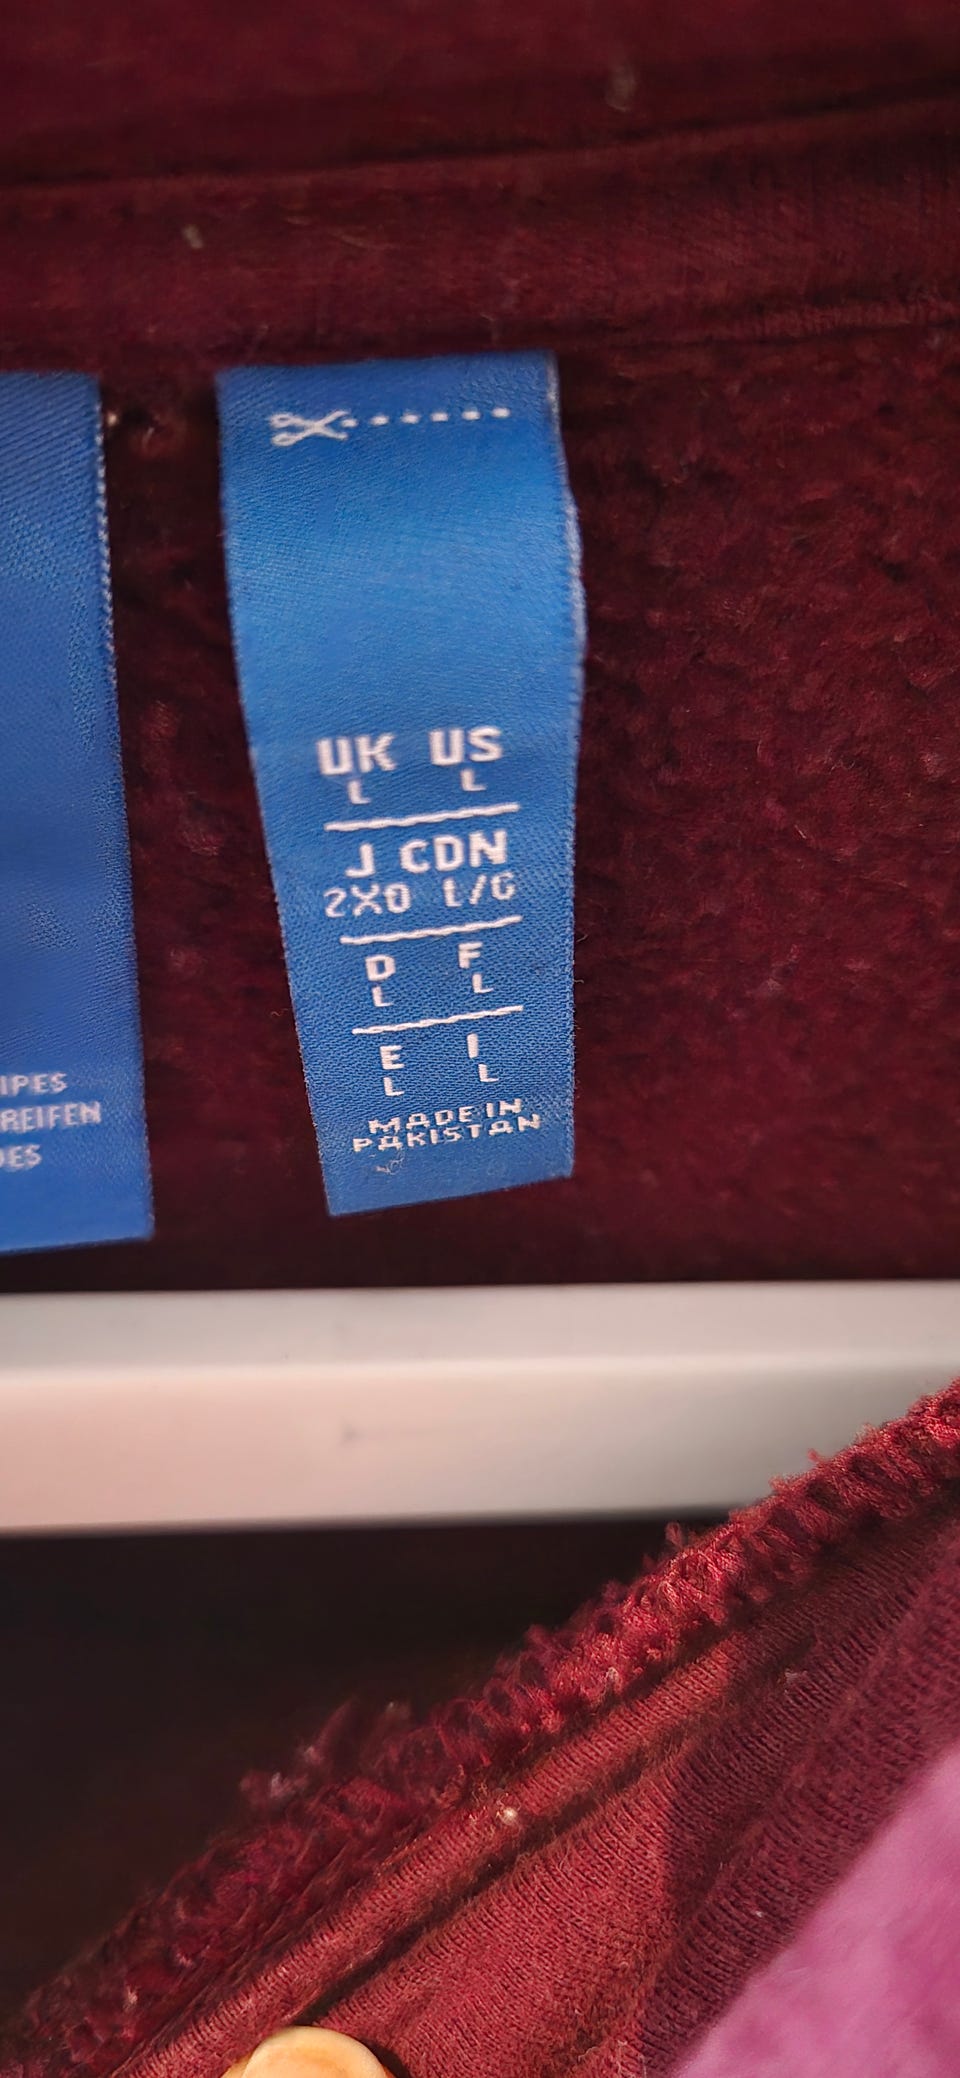 UK US
L L
J CDN
2XO L/G
D F
L L
E I
L L
MADE IN
PAKISTAN
IPES
REIFEN
DES